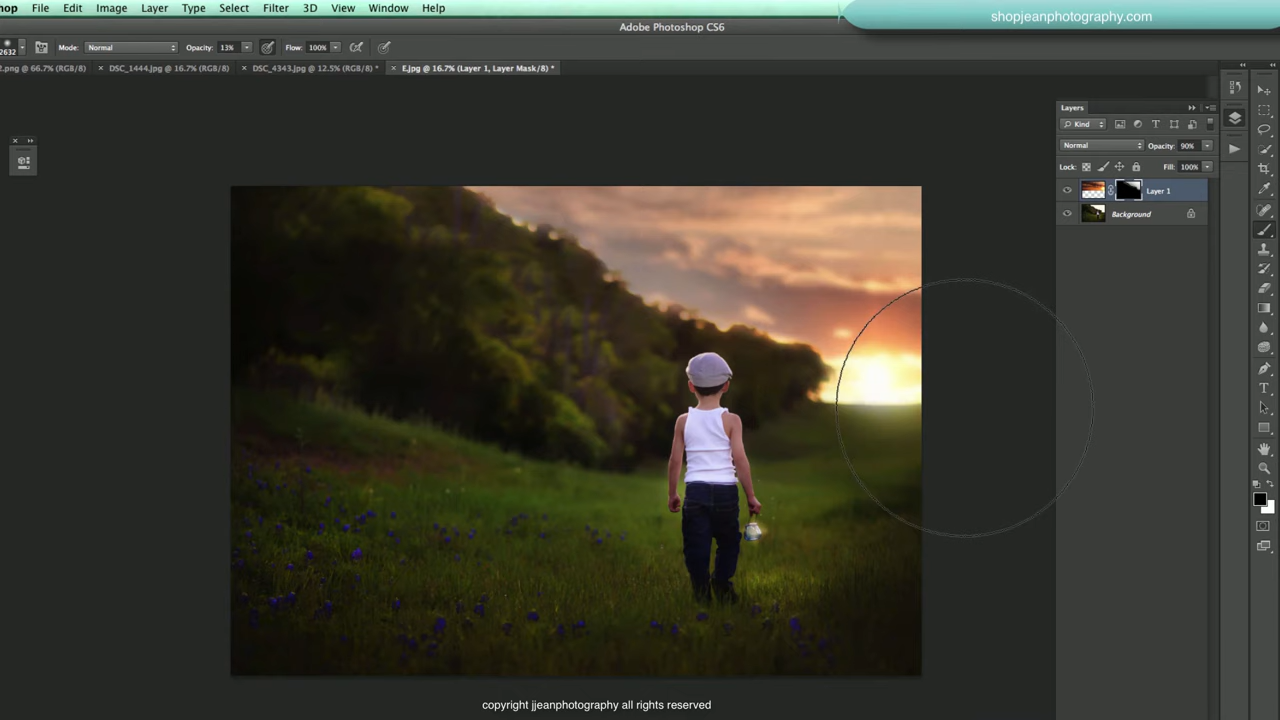 hop File Edit Image Layer Type Select Filter 3D View Window Help
shopjeanphotography.com
Adobe Photoshop CS6
2632 Mode: Normal Opacity: 13% Flow: 100%
2.png @ 66.7% (RGB/8) × DSC_1444.jpg @ 16.7% (RGB/8) × DSC_4343.jpg @ 12.5% (RGB/8) * × E.jpg @ 16.7% (Layer 1, Layer Mask/8) *
Layers
Kind
Normal Opacity: 90%
Lock: Fill: 100%
Layer 1
Background
copyright jjeanphotography all rights reserved